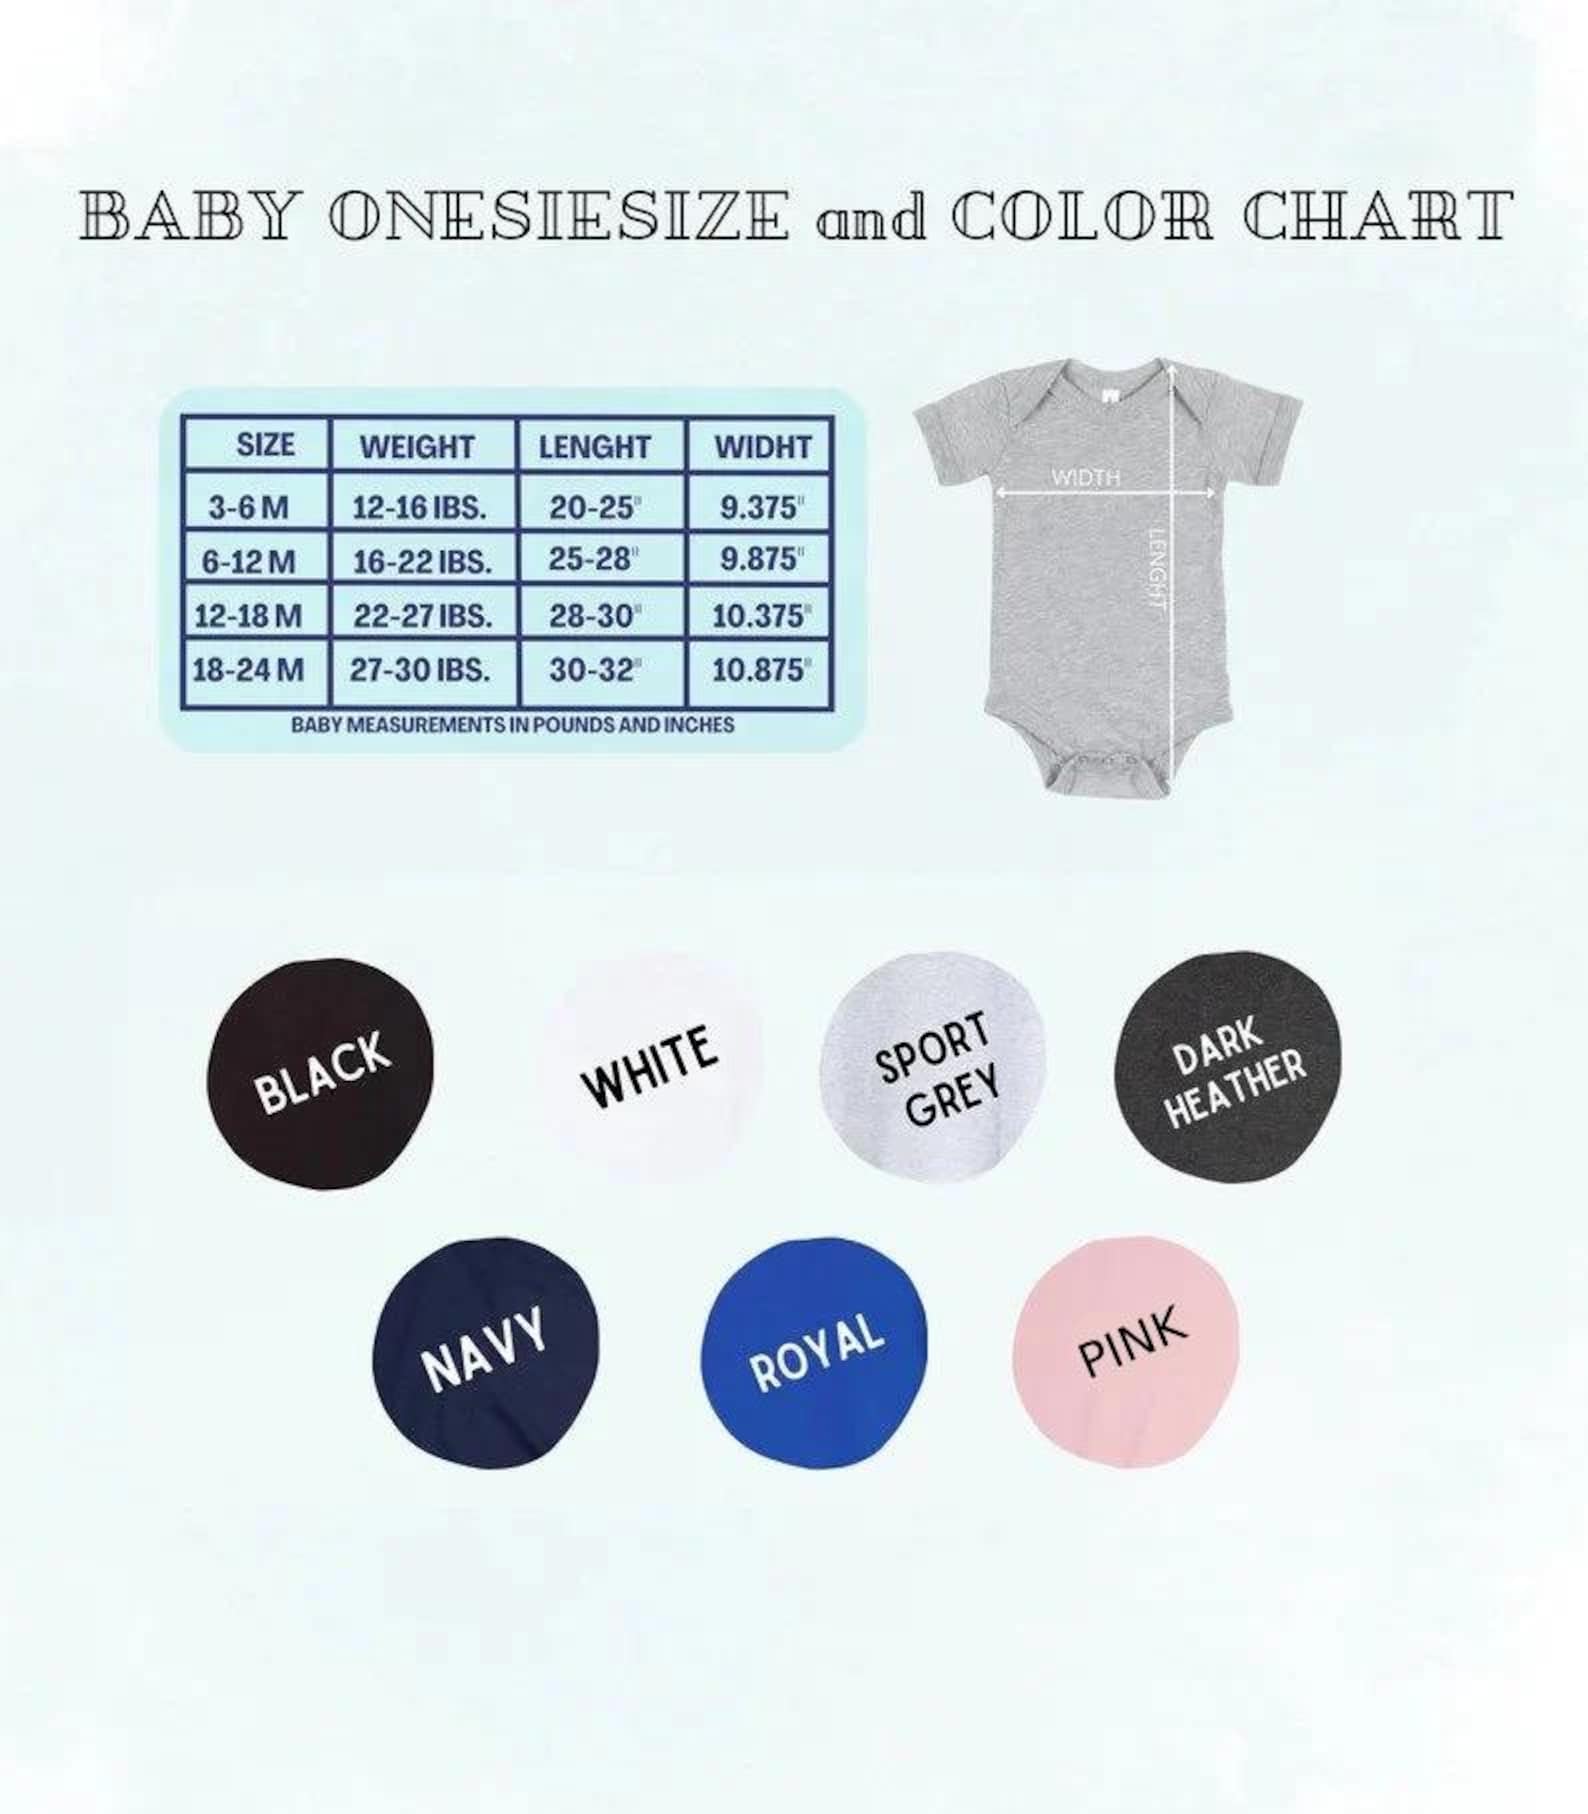 BABY ONESIESIZE and COLOR CHART
SIZE WEIGHT LENGHT WIDHT
3-6 M 12-16 IBS. 20-25" 9.375"
6-12 M 16-22 IBS. 25-28" 9.875"
12-18 M 22-27 IBS. 28-30" 10.375"
18-24 M 27-30 IBS. 30-32" 10.875"
BABY MEASUREMENTS IN POUNDS AND INCHES
WIDTH
LENGHT
BLACK
WHITE
SPORT
GREY
DARK
HEATHER
NAVY
ROYAL
PINK